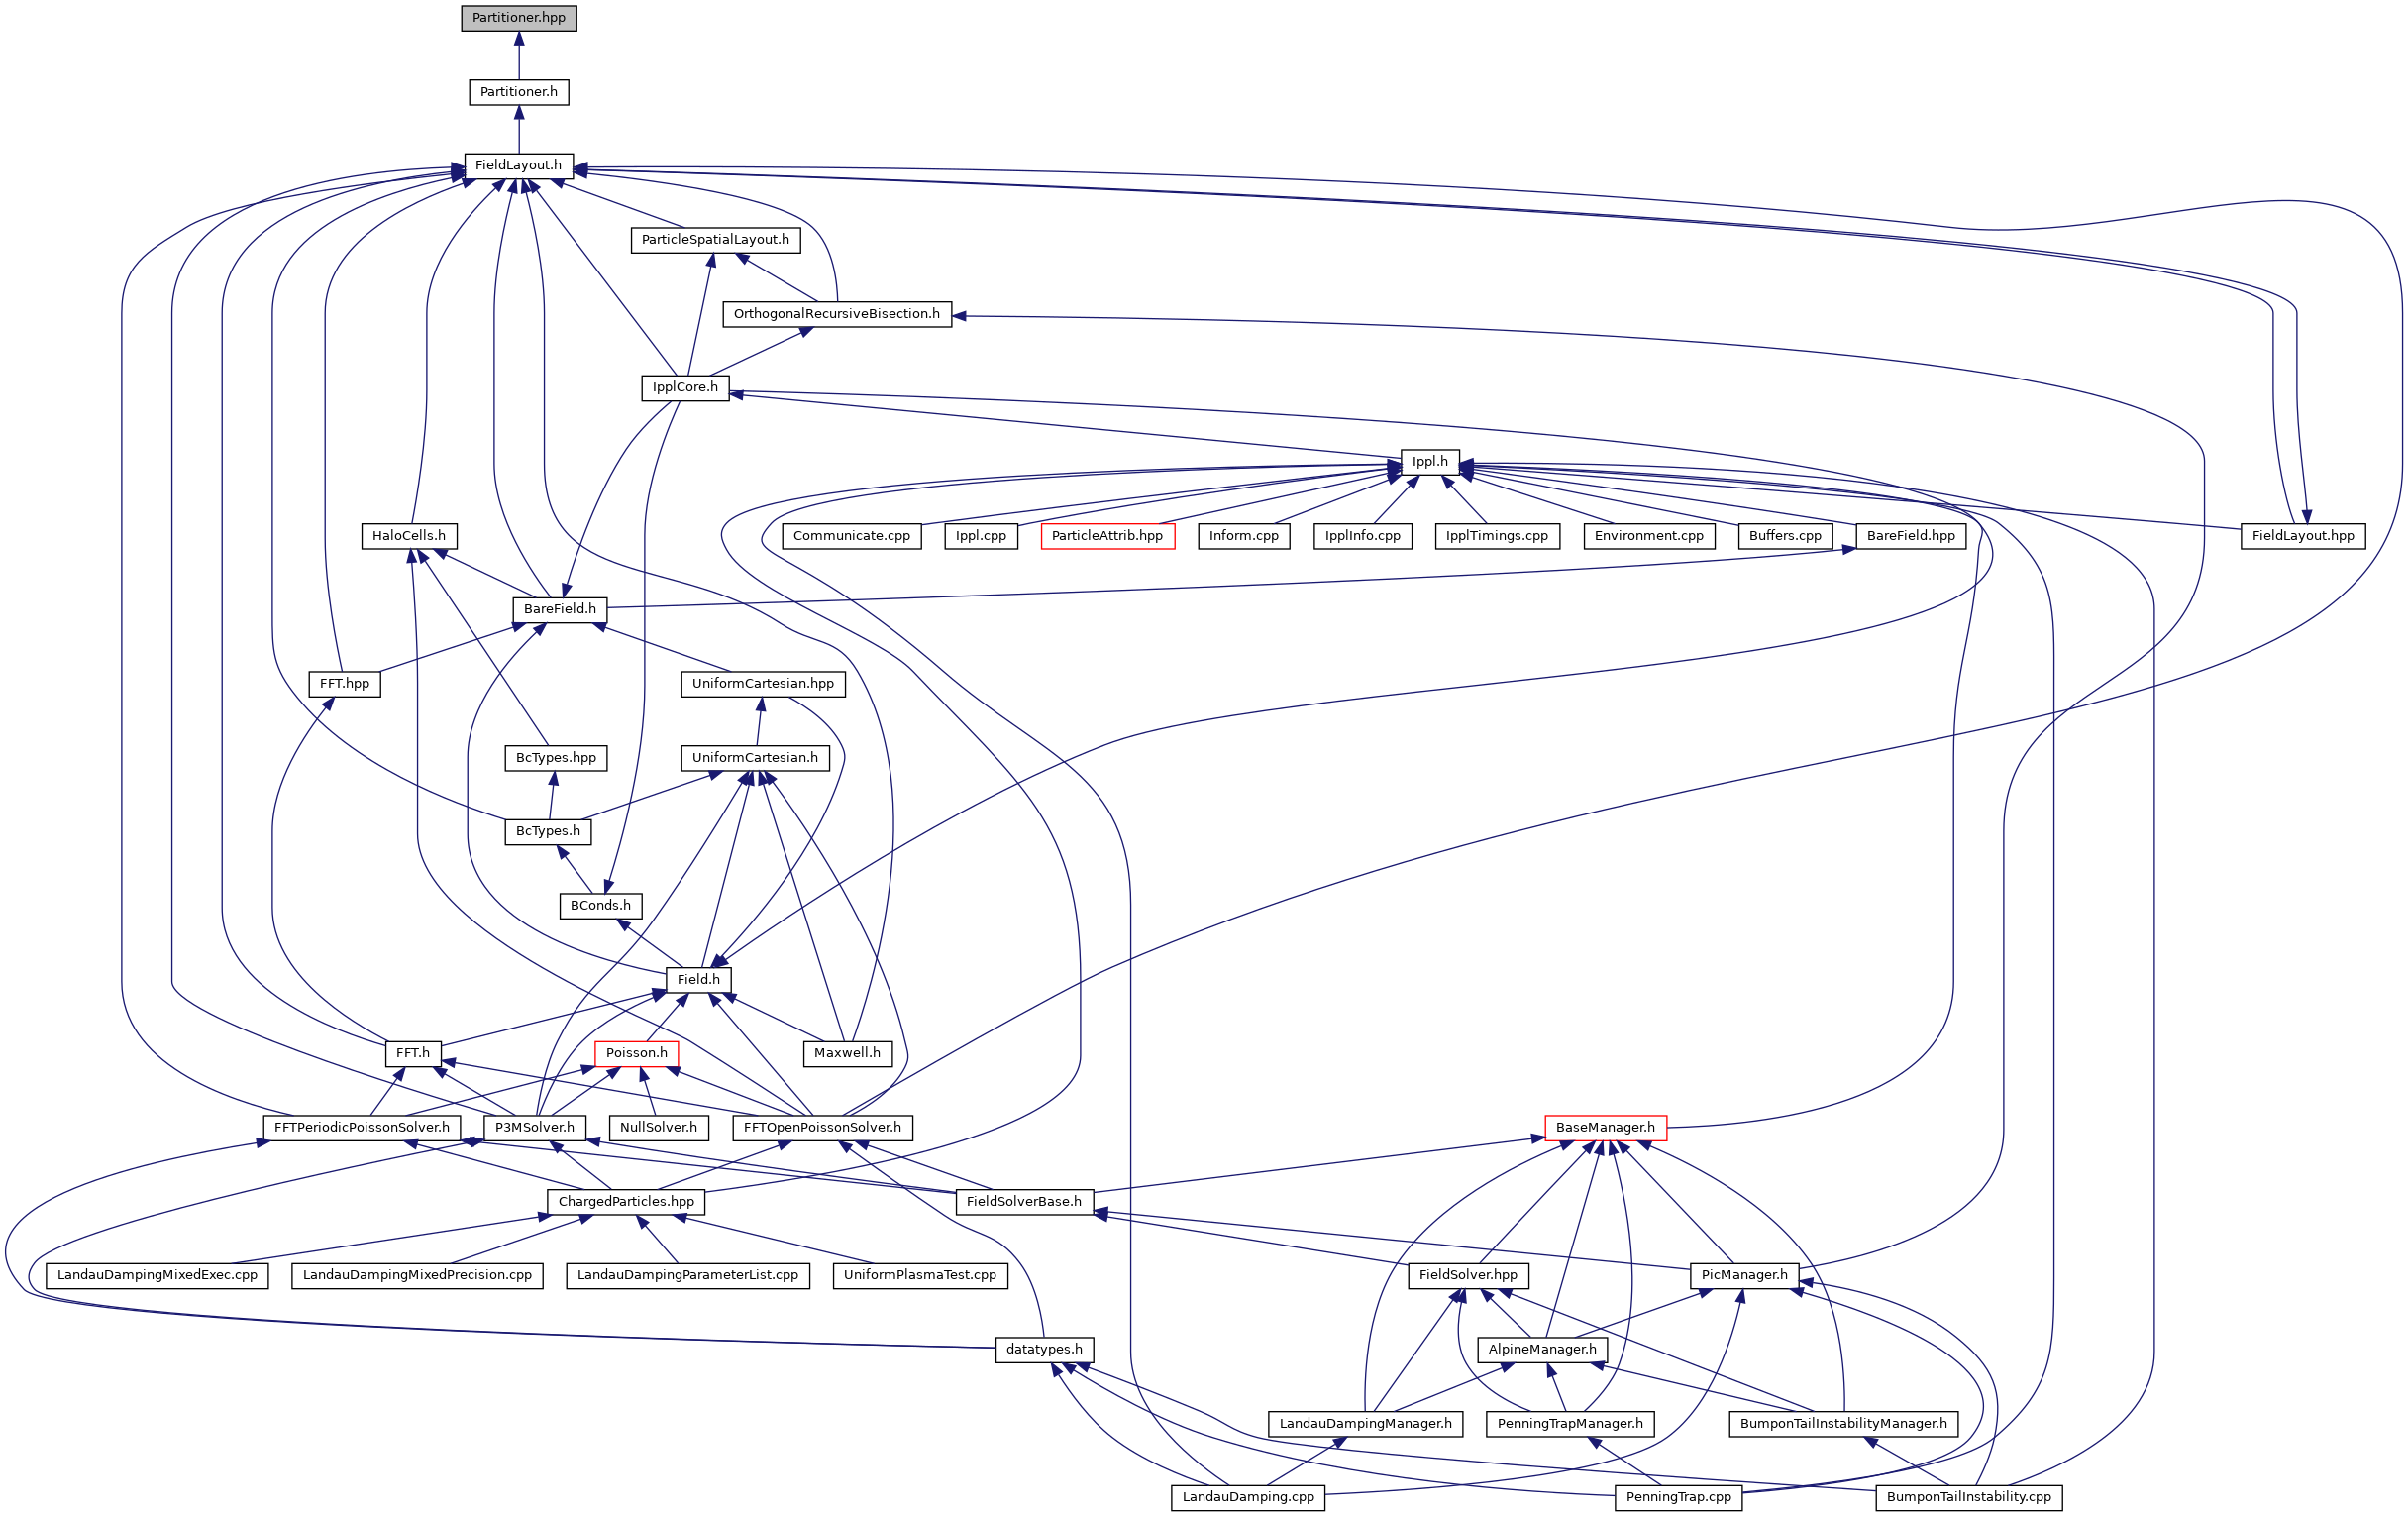 Partitioner.hpp
Partitioner.h
FieldLayout.h
ParticleSpatialLayout.h
OrthogonalRecursiveBisection.h
IpplCore.h
Ippl.h
HaloCells.h
Communicate.cpp
Ippl.cpp
ParticleAttrib.hpp
Inform.cpp
IpplInfo.cpp
IpplTimings.cpp
Environment.cpp
Buffers.cpp
BareField.hpp
FieldLayout.hpp
BareField.h
FFT.hpp
UniformCartesian.hpp
BcTypes.hpp
UniformCartesian.h
BcTypes.h
BConds.h
Field.h
FFT.h
Poisson.h
Maxwell.h
FFTPeriodicPoissonSolver.h
P3MSolver.h
NullSolver.h
FFTOpenPoissonSolver.h
BaseManager.h
ChargedParticles.hpp
FieldSolverBase.h
LandauDampingMixedExec.cpp
LandauDampingMixedPrecision.cpp
LandauDampingParameterList.cpp
UniformPlasmaTest.cpp
FieldSolver.hpp
PicManager.h
datatypes.h
AlpineManager.h
LandauDampingManager.h
PenningTrapManager.h
BumponTailInstabilityManager.h
LandauDamping.cpp
PenningTrap.cpp
BumponTailInstability.cpp